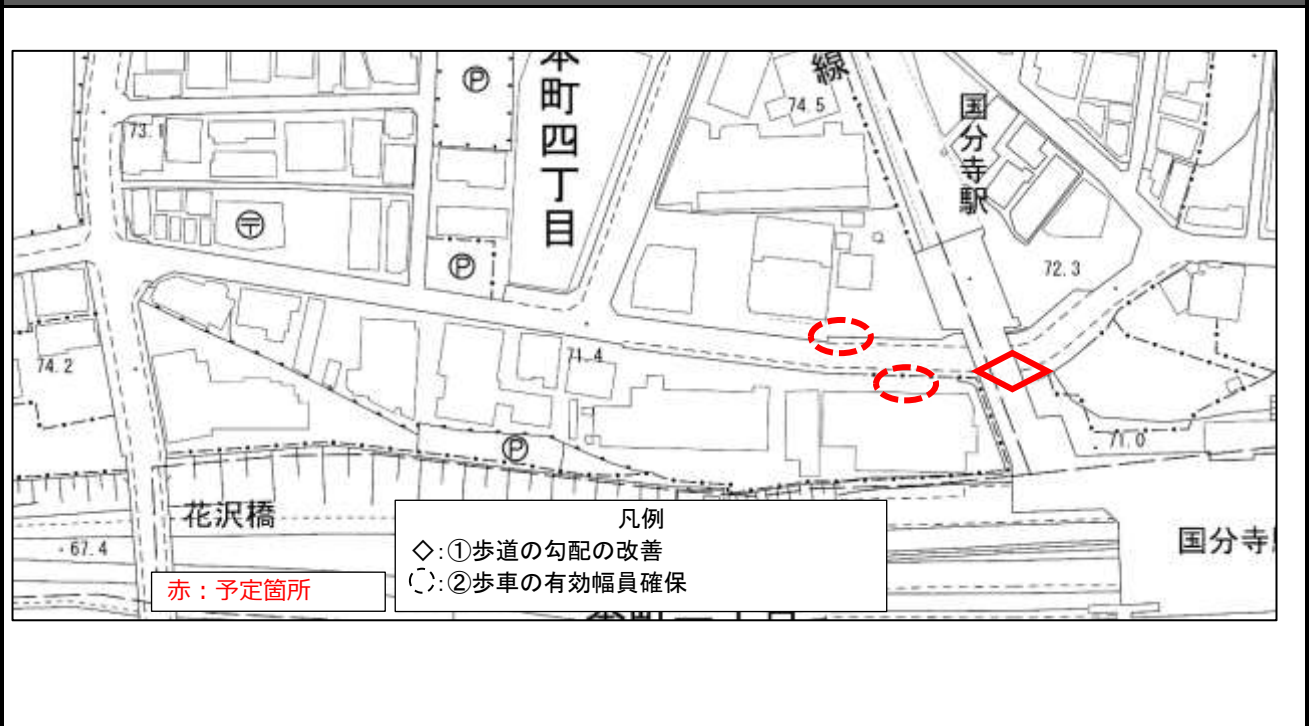 本町四丁目
線
国分寺駅
Ⓟ
74.5
73.1
〒
Ⓟ
72.3
74.2
71.4
71.0
Ⓟ
花沢橋
67.4
国分寺
凡例
◇:①歩道の勾配の改善
:②歩車の有効幅員確保
赤：予定箇所